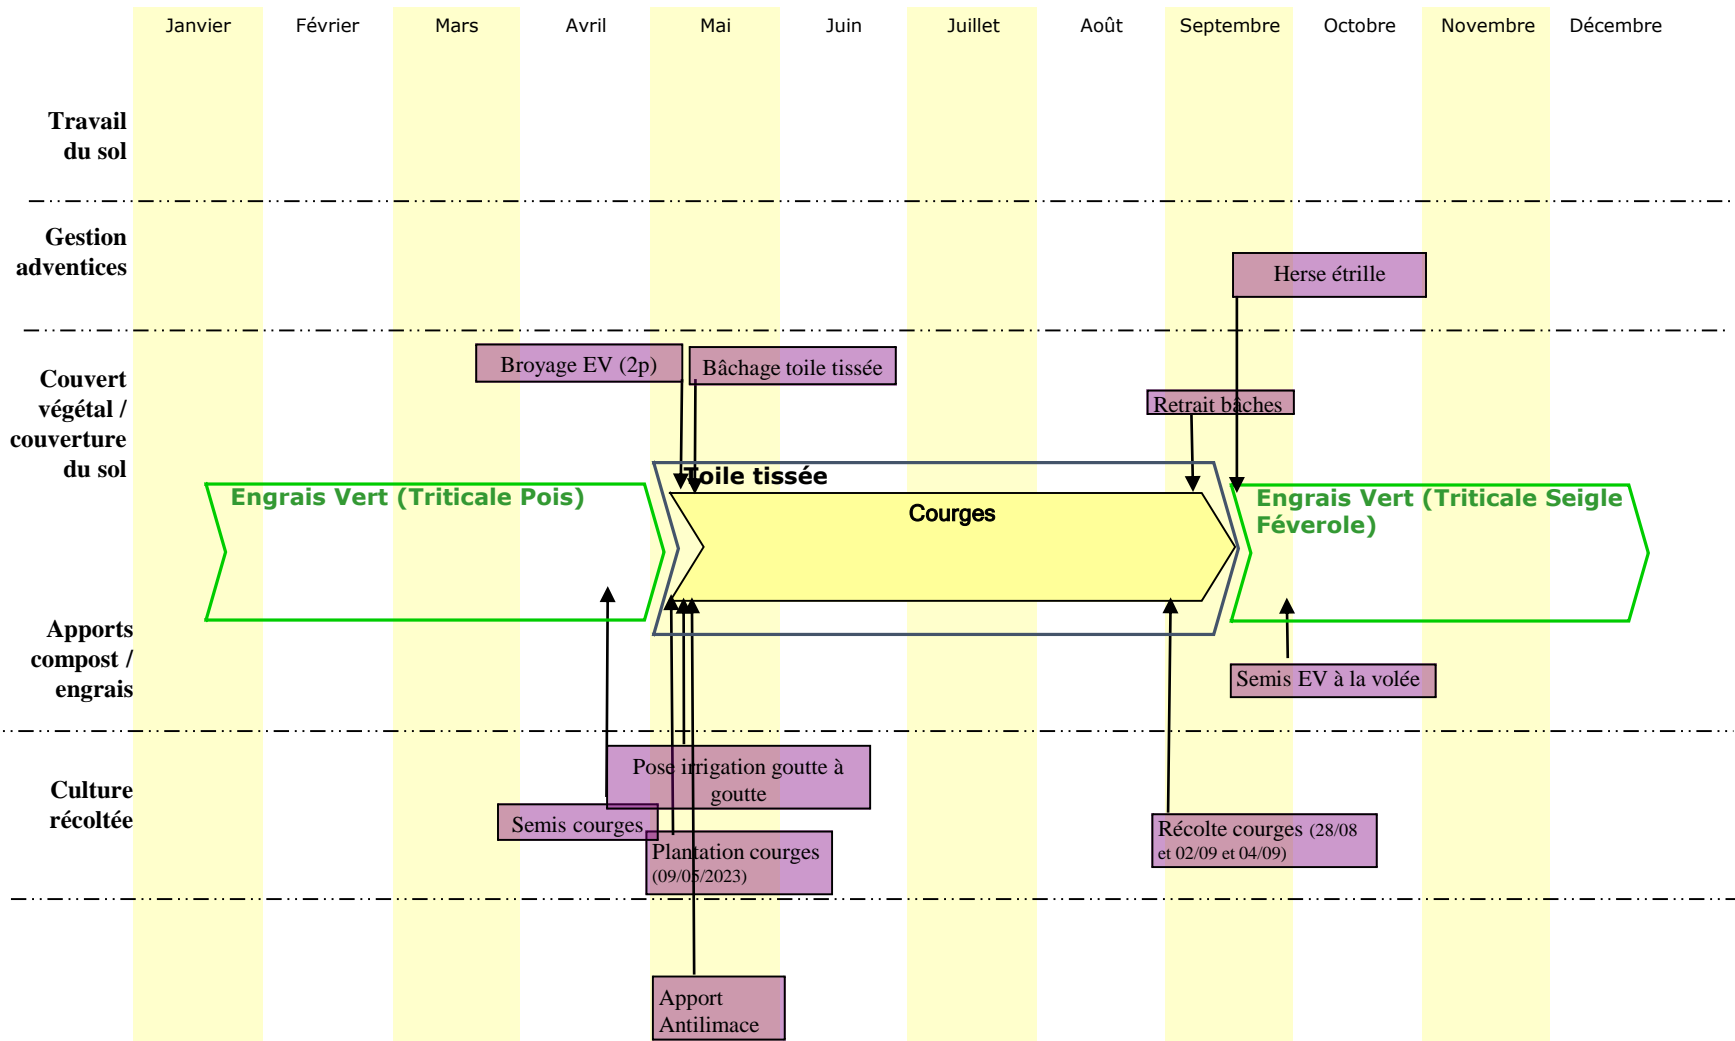 Janvier Février Mars Avril Mai Juin Juillet Août Septembre Octobre Novembre Décembre
Travail
du sol
Gestion
adventices
Herse étrille
Couvert
végétal /
couverture
du sol
Broyage EV (2p)
Bâchage toile tissée
Retrait bâches
Toile tissée
Engrais Vert (Triticale Pois)
Courges
Engrais Vert (Triticale Seigle
Féverole)
Apports
compost /
engrais
Semis EV à la volée
Culture
récoltée
Pose irrigation goutte à
goutte
Semis courges
Plantation courges
(09/05/2023)
Récolte courges (28/08
et 02/09 et 04/09)
Apport
Antilimace